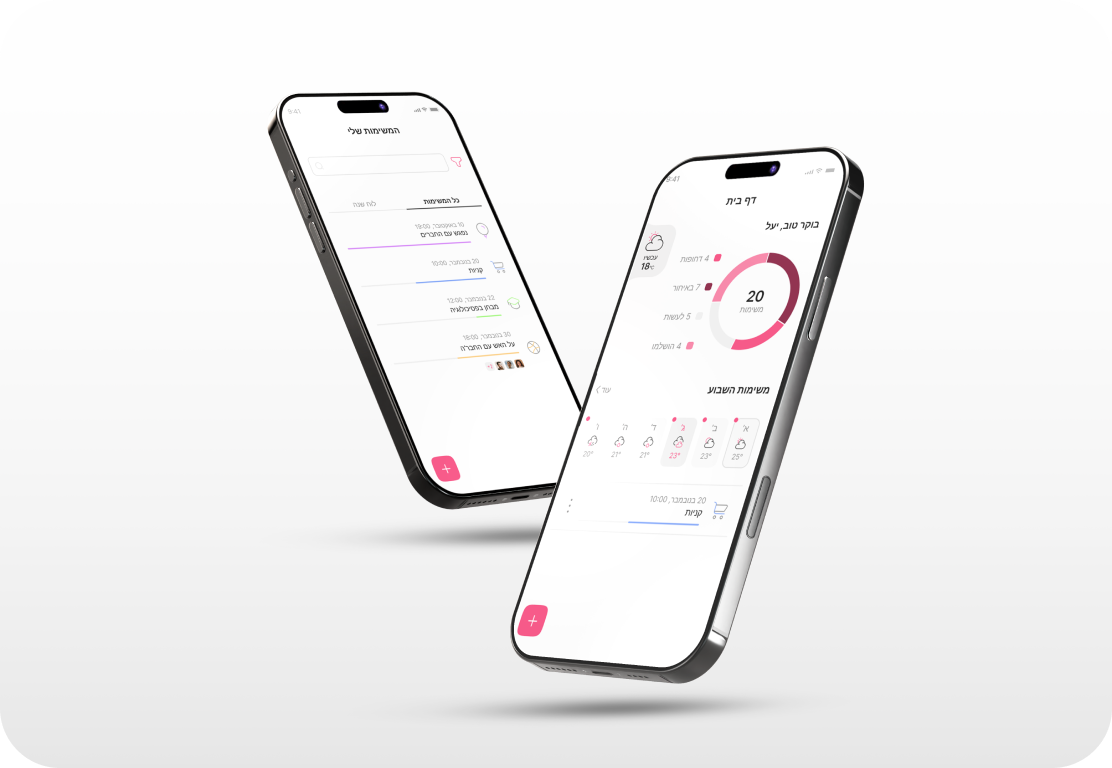 9:41
המשימות שלי
כל המשימות
לוח שנה
10 באוקטובר, 19:00
נפגש עם החברים
20 בנובמבר, 10:00
קניות
22 בנובמבר, 12:00
מבחן בפסיכולוגיה
30 בנובמבר, 18:00
על האש עם החבר'ה
9:41
דף בית
בוקר טוב, יעל
עכשיו
18°c
20
משימות
4 דחופות
7 באיחור
5 לעשות
4 הושלמו
משימות השבוע
עוד
א' ב' ג' ד' ה' ו'
25° 23° 23° 21° 21° 20°
20 בנובמבר, 10:00
קניות